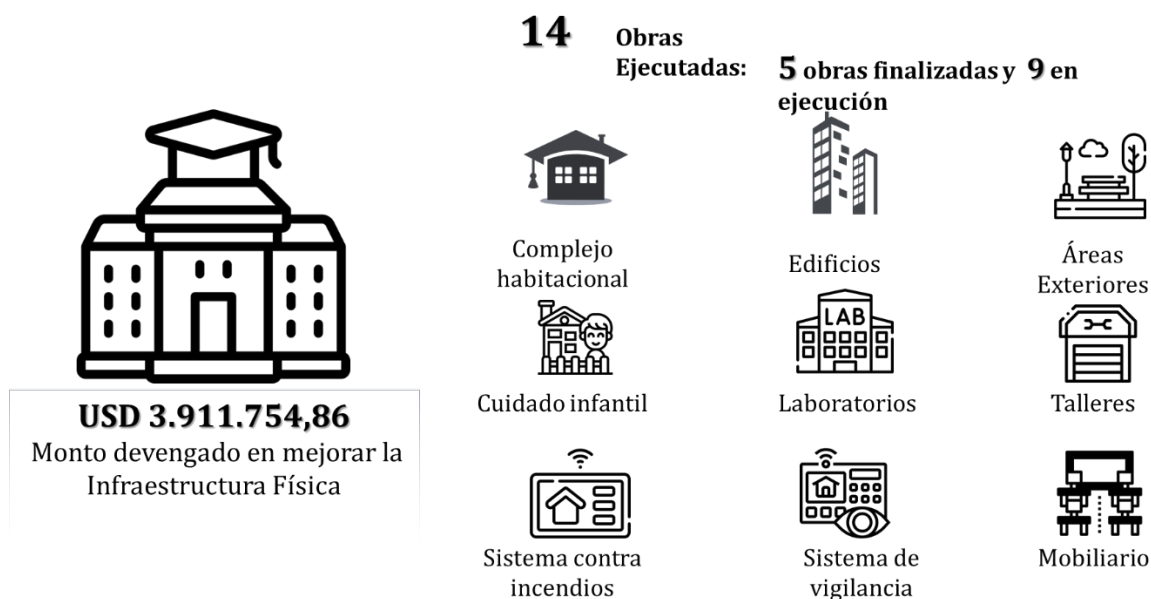 14
Obras
Ejecutadas:
5 obras finalizadas y 9 en
ejecución
USD 3.911.754,86
Monto devengado en mejorar la
Infraestructura Física
Complejo
habitacional
Edificios
Áreas
Exteriores
Cuidado infantil
LAB
Laboratorios
Talleres
Sistema contra
incendios
Sistema de
vigilancia
Mobiliario